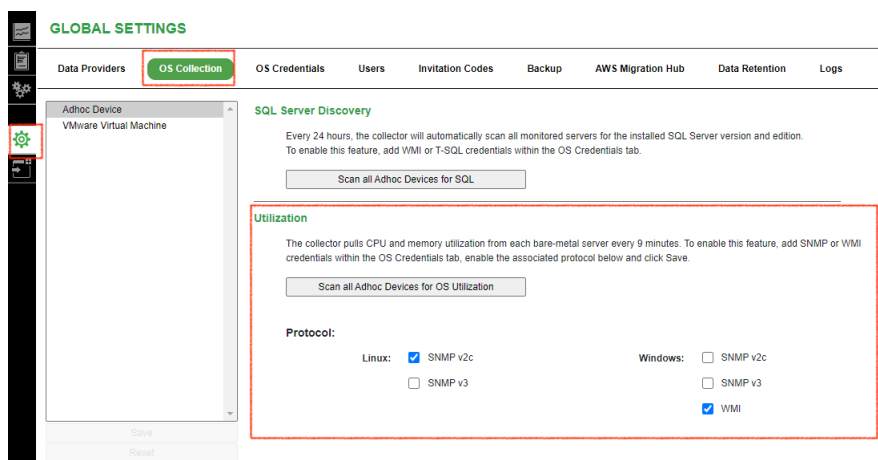 GLOBAL SETTINGS
Data Providers
OS Collection
OS Credentials
Users
Invitation Codes
Backup
AWS Migration Hub
Data Retention
Logs
Adhoc Device
VMware Virtual Machine
Save
Reset
SQL Server Discovery
Every 24 hours, the collector will automatically scan all monitored servers for the installed SQL Server version and edition.
To enable this feature, add WMI or T-SQL credentials within the OS Credentials tab.
Scan all Adhoc Devices for SQL
Utilization
The collector pulls CPU and memory utilization from each bare-metal server every 9 minutes. To enable this feature, add SNMP or WMI
credentials within the OS Credentials tab, enable the associated protocol below and click Save.
Scan all Adhoc Devices for OS Utilization
Protocol:
Linux:
SNMP v2c
SNMP v3
Windows:
SNMP v2c
SNMP v3
WMI